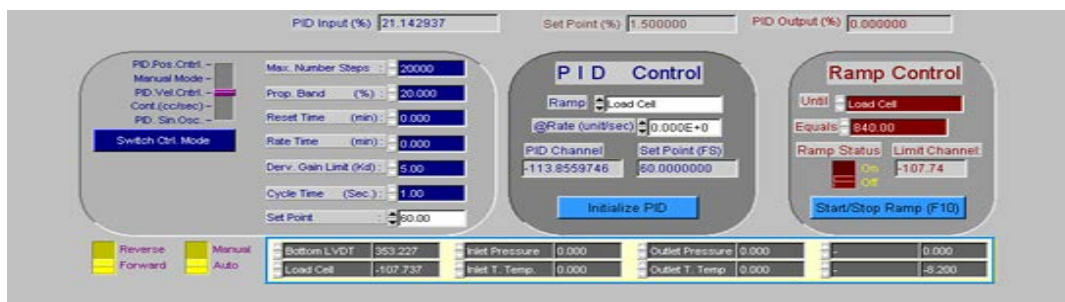 PID Input (%) 21.142937 Set Point (%) 1.500000 PID Output (%) 0.000000
PID.Pos.Cntrl. -
Manual Mode -
PID.Vel.Cntrl. -
Cont.(cc/sec) -
PID. Sin.Osc. -
Switch Ctrl. Mode
Max. Number Steps : 20000
Prop. Band (%) : 20.000
Reset Time (min) : 0.000
Rate Time (min) : 0.000
Derv. Gain Limit (Kd) : 5.00
Cycle Time (Sec.) : 1.00
Set Point : 60.00
PID Control
Ramp Load Cell
@Rate (unit/sec) 0.000E+0
PID Channel Set Point (FS)
-113.8559746 60.0000000
Initialize PID
Ramp Control
Until Load Cell
Equals 840.00
Ramp Status Limit Channel
On -107.74
Off
Start/Stop Ramp (F10)
Reverse Manual
Forward Auto
Bottom LVDT 353.227 Inlet Pressure 0.000 Outlet Pressure 0.000 - 0.000
Load Cell -107.737 Inlet T. Temp. 0.000 Outlet T. Temp 0.000 - -8.200